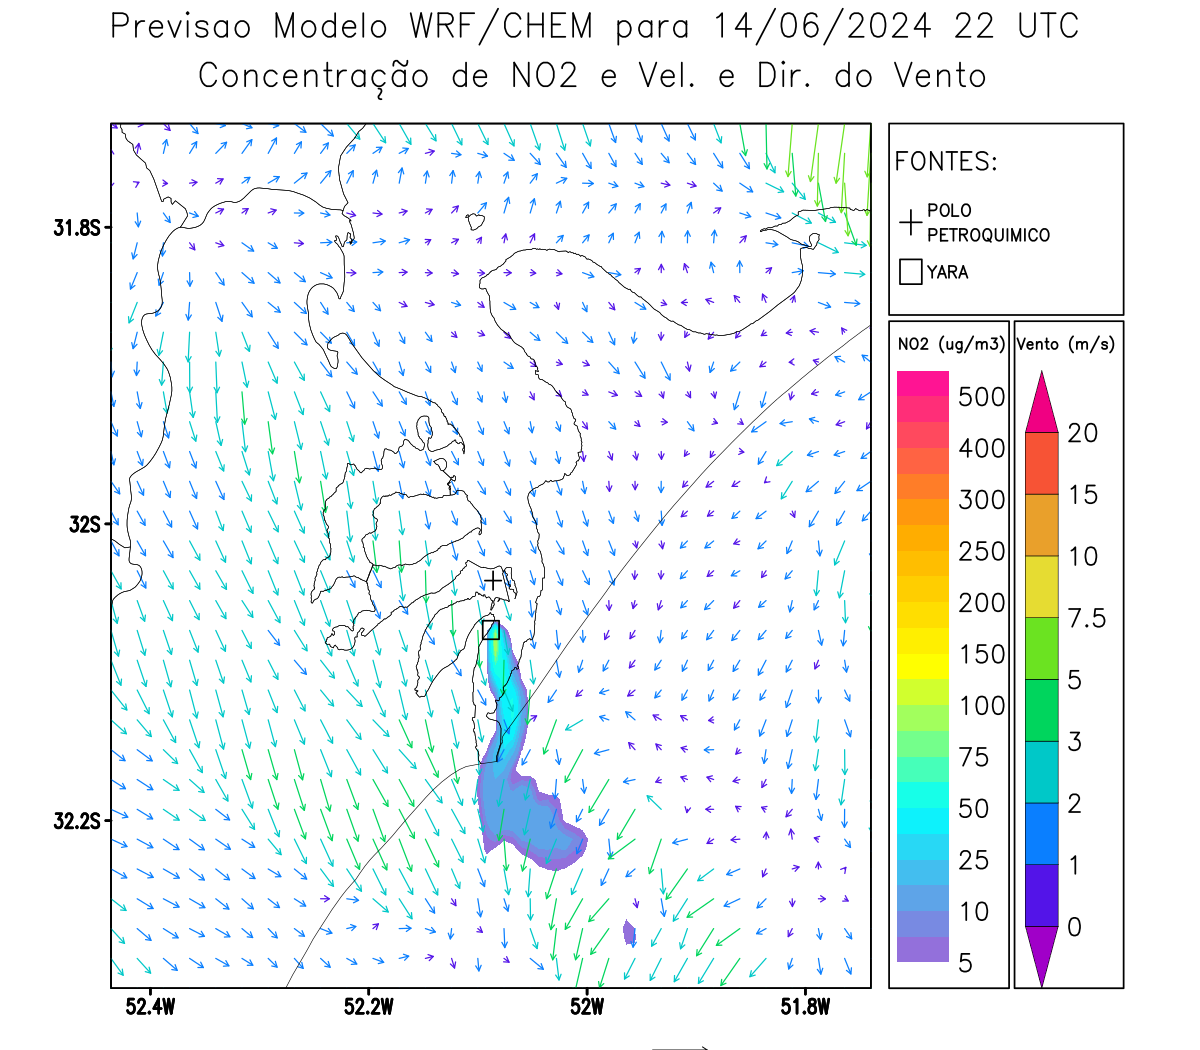 Previsao Modelo WRF/CHEM para 14/06/2024 22 UTC
Concentração de NO2 e Vel. e Dir. do Vento
FONTES:
POLO
PETROQUIMICO
YARA
31.8S
32S
32.2S
52.4W 52.2W 52W 51.8W
NO2 (ug/m3)
500
400
300
250
200
150
100
75
50
25
10
5
Vento (m/s)
20
15
10
7.5
5
3
2
1
0